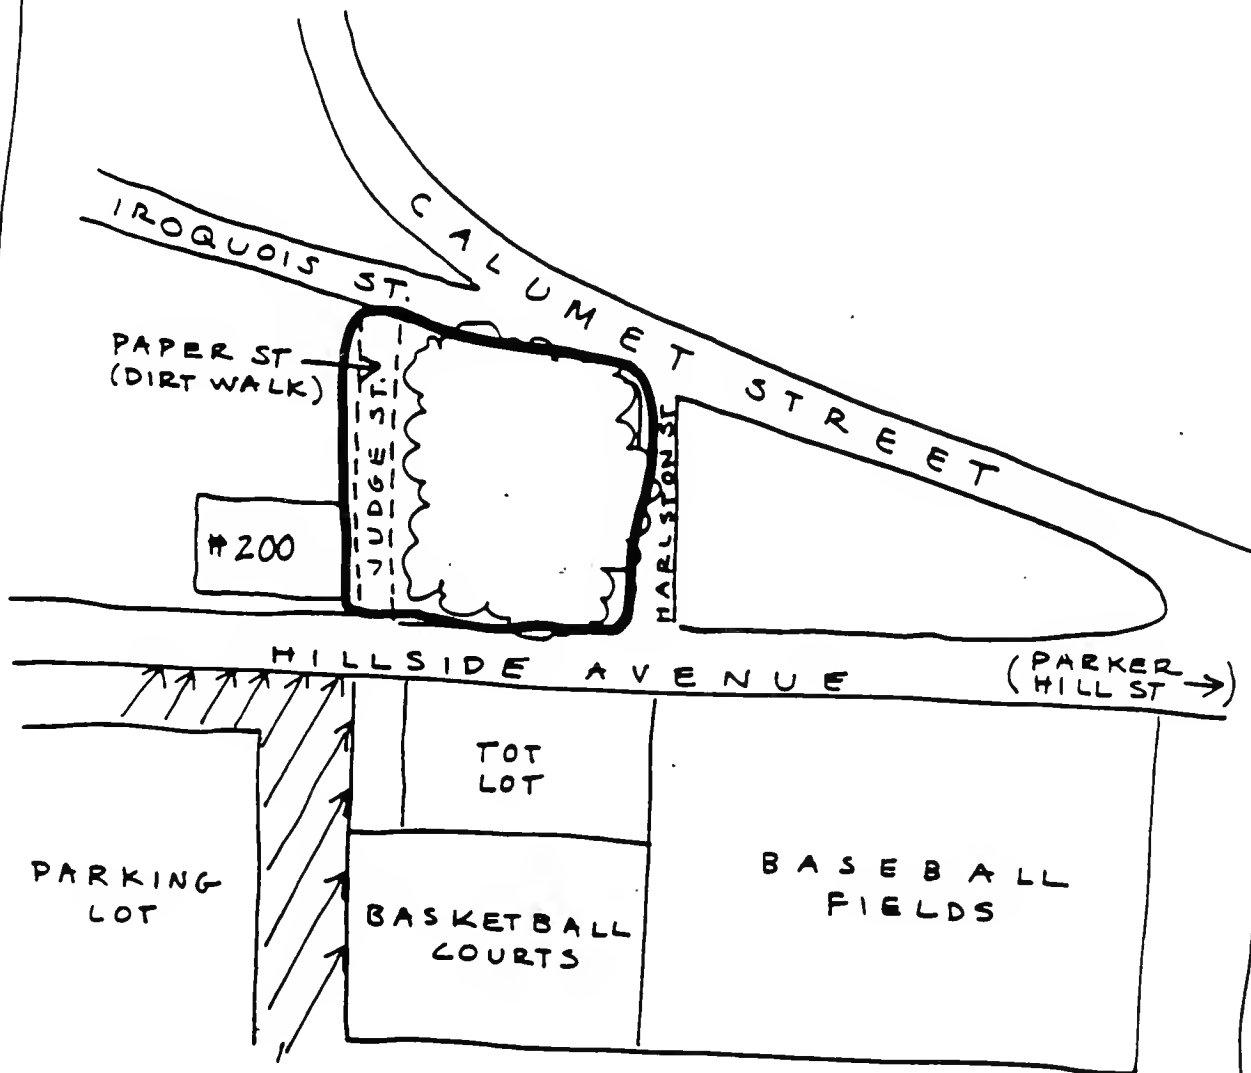 CALUMET STREET
IROQUOIS ST.
PAPER ST
(DIRT WALK)
JUDGE ST.
HARLSTON ST
#200
HILLSIDE AVENUE
(PARKER
HILL ST →)
TOT
LOT
PARKING
LOT
BASKETBALL
COURTS
BASEBALL
FIELDS